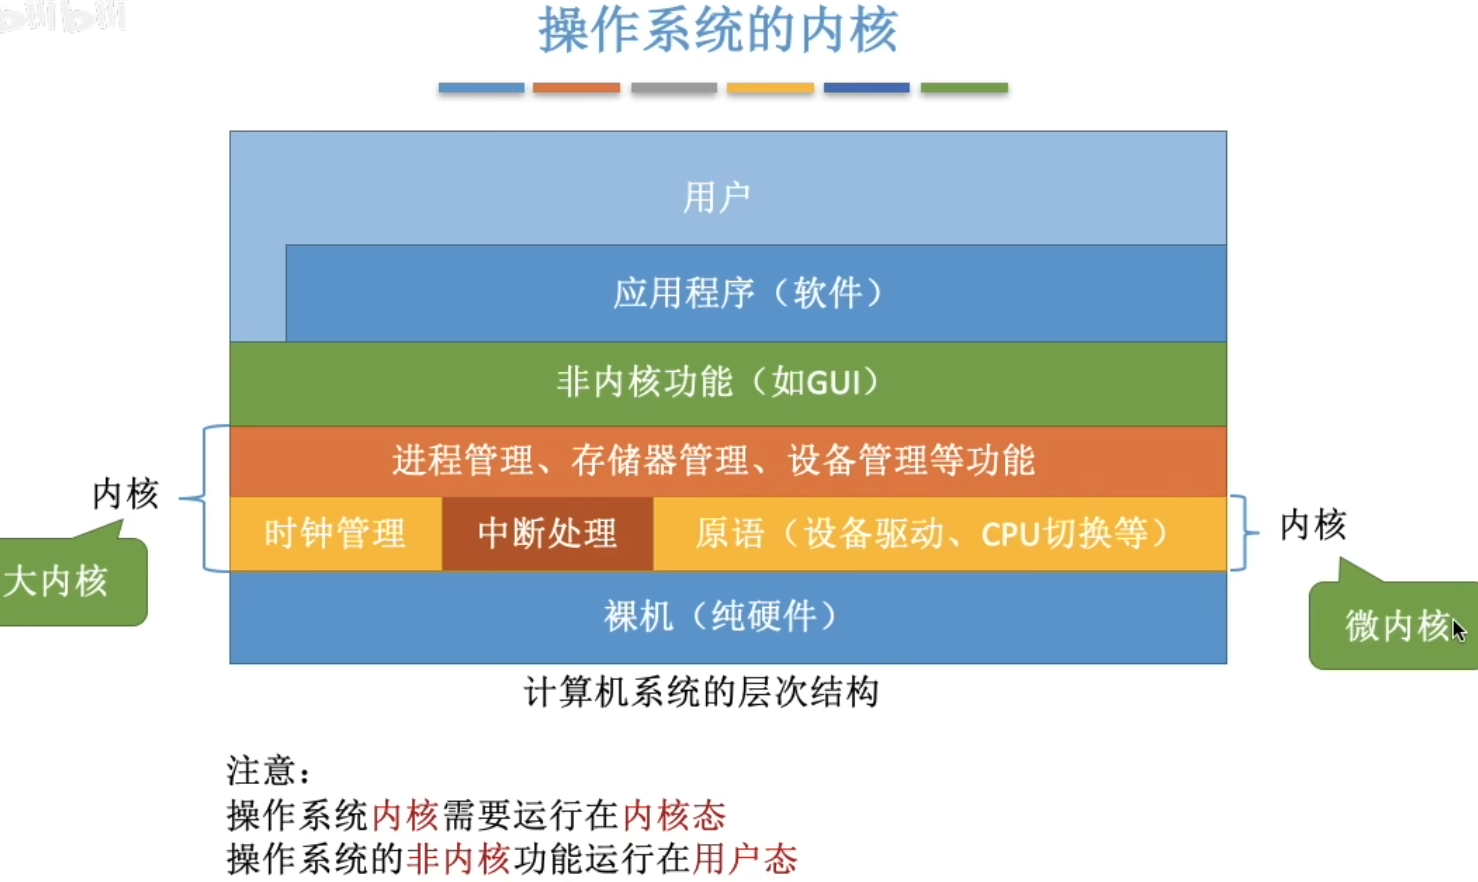 bilibili
操作系统的内核
用户
应用程序（软件）
非内核功能（如GUI）
进程管理、存储器管理、设备管理等功能
内核
时钟管理 中断处理 原语（设备驱动、CPU切换等）
内核
大内核
裸机（纯硬件）
微内核
计算机系统的层次结构
注意：
操作系统内核需要运行在内核态
操作系统的非内核功能运行在用户态